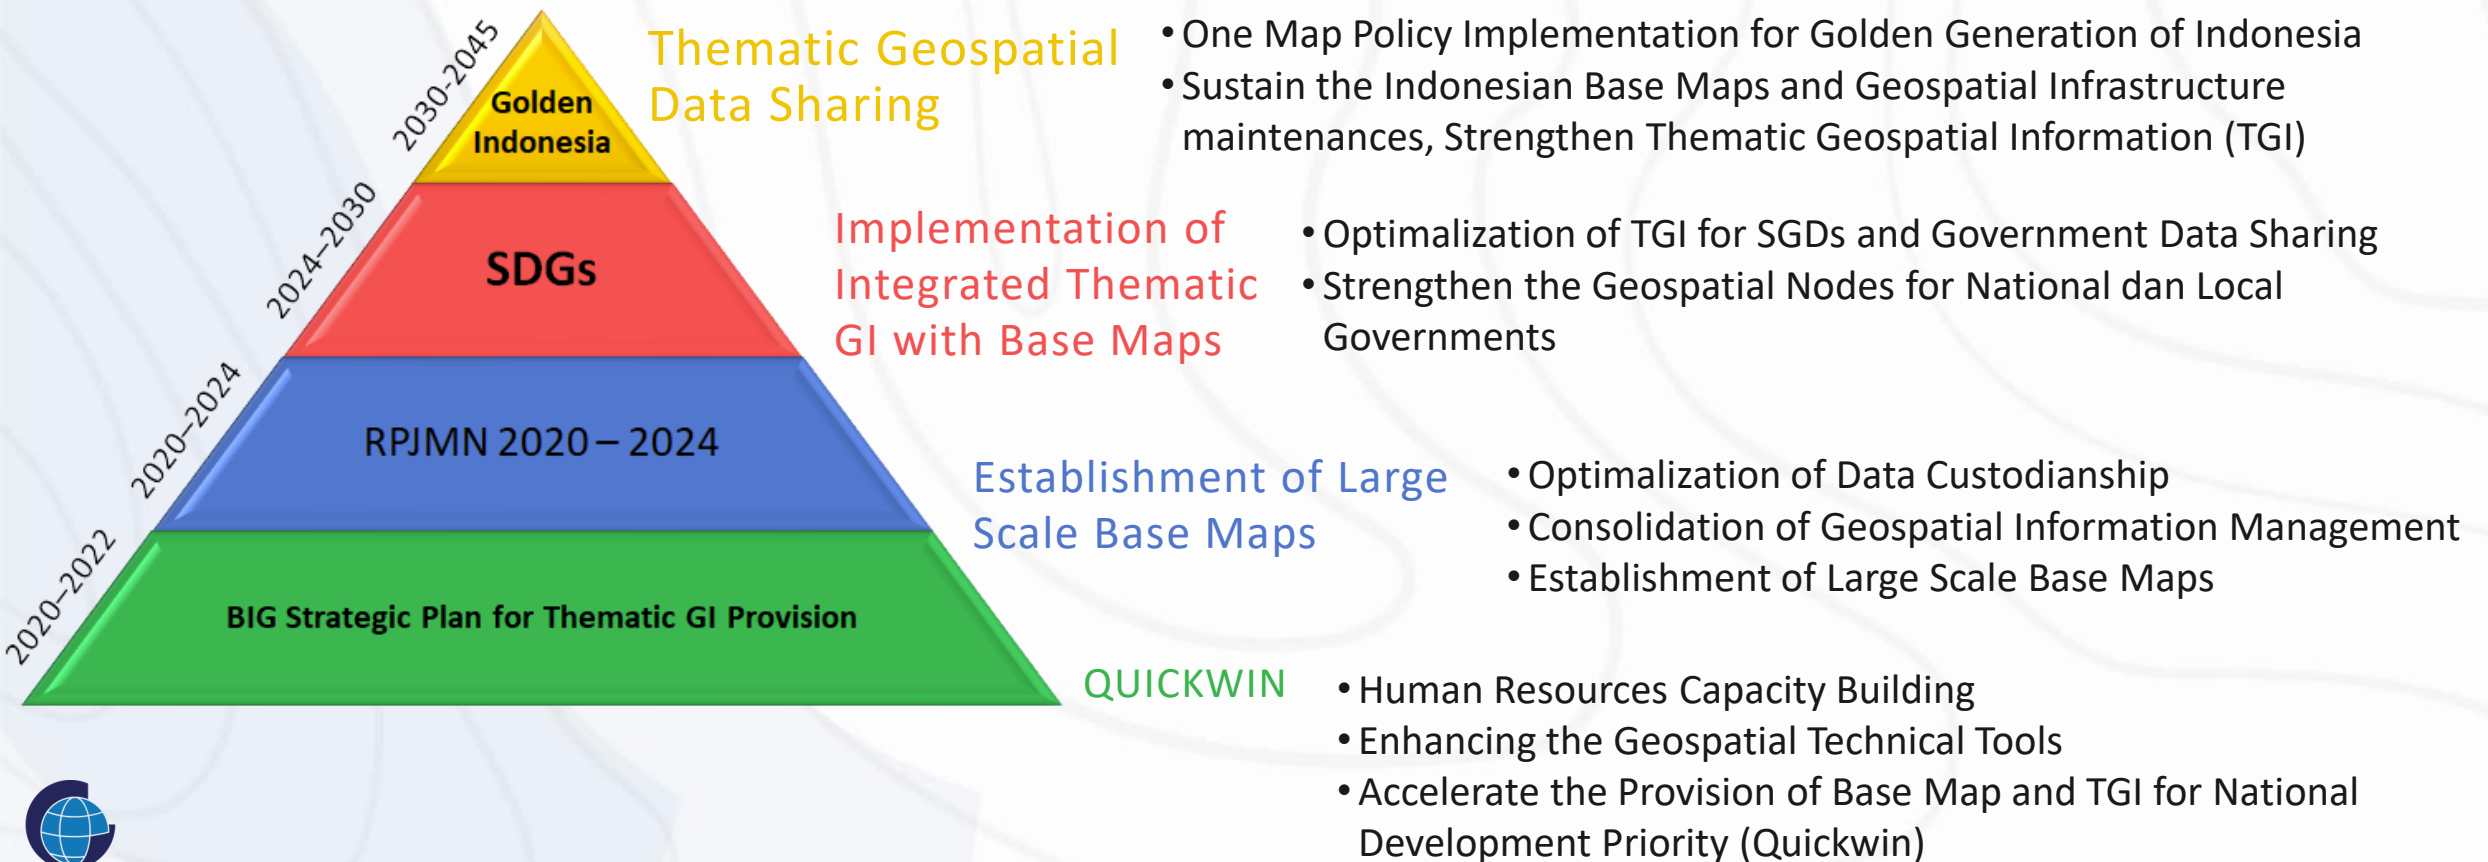 2030-2045
Golden
Indonesia
Thematic Geospatial
Data Sharing
• One Map Policy Implementation for Golden Generation of Indonesia
• Sustain the Indonesian Base Maps and Geospatial Infrastructure
maintenances, Strengthen Thematic Geospatial Information (TGI)
2024–2030
SDGs
Implementation of
Integrated Thematic
GI with Base Maps
• Optimalization of TGI for SGDs and Government Data Sharing
• Strengthen the Geospatial Nodes for National dan Local
Governments
2020–2024
RPJMN 2020 – 2024
Establishment of Large
Scale Base Maps
• Optimalization of Data Custodianship
• Consolidation of Geospatial Information Management
• Establishment of Large Scale Base Maps
2020–2022
BIG Strategic Plan for Thematic GI Provision
QUICKWIN
• Human Resources Capacity Building
• Enhancing the Geospatial Technical Tools
• Accelerate the Provision of Base Map and TGI for National
Development Priority (Quickwin)